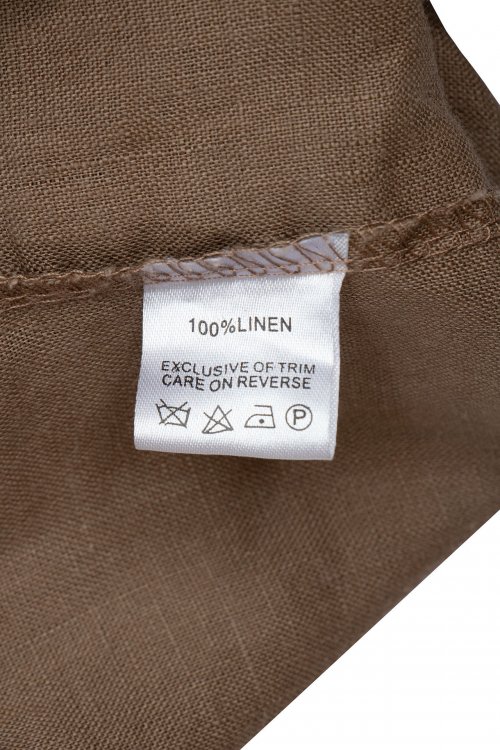 100%LINEN
EXCLUSIVE OF TRIM
CARE ON REVERSE
P